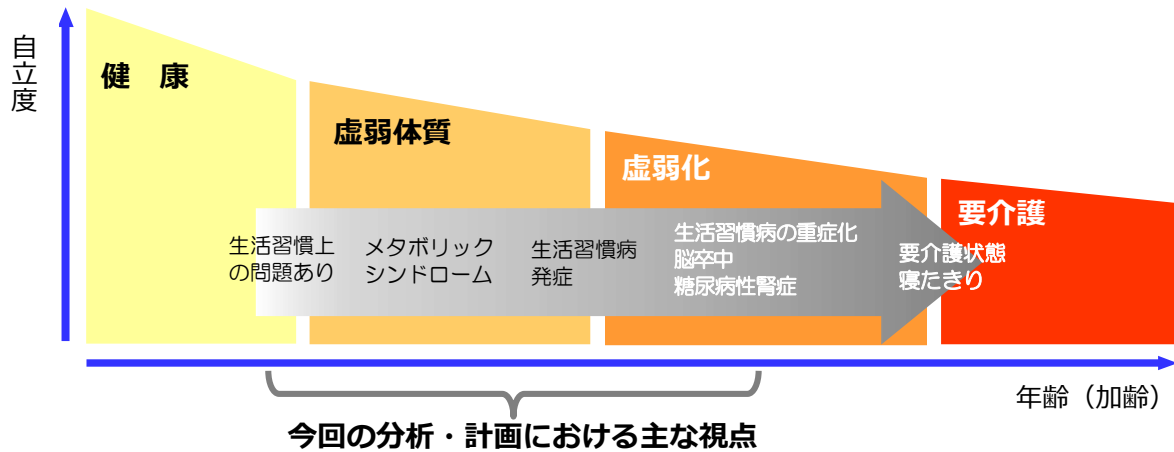 自立度
健　康
虚弱体質
虚弱化
要介護
生活習慣上
の問題あり
メタボリック
シンドローム
生活習慣病
発症
生活習慣病の重症化
脳卒中
糖尿病性腎症
要介護状態
寝たきり
年齢（加齢）
今回の分析・計画における主な視点